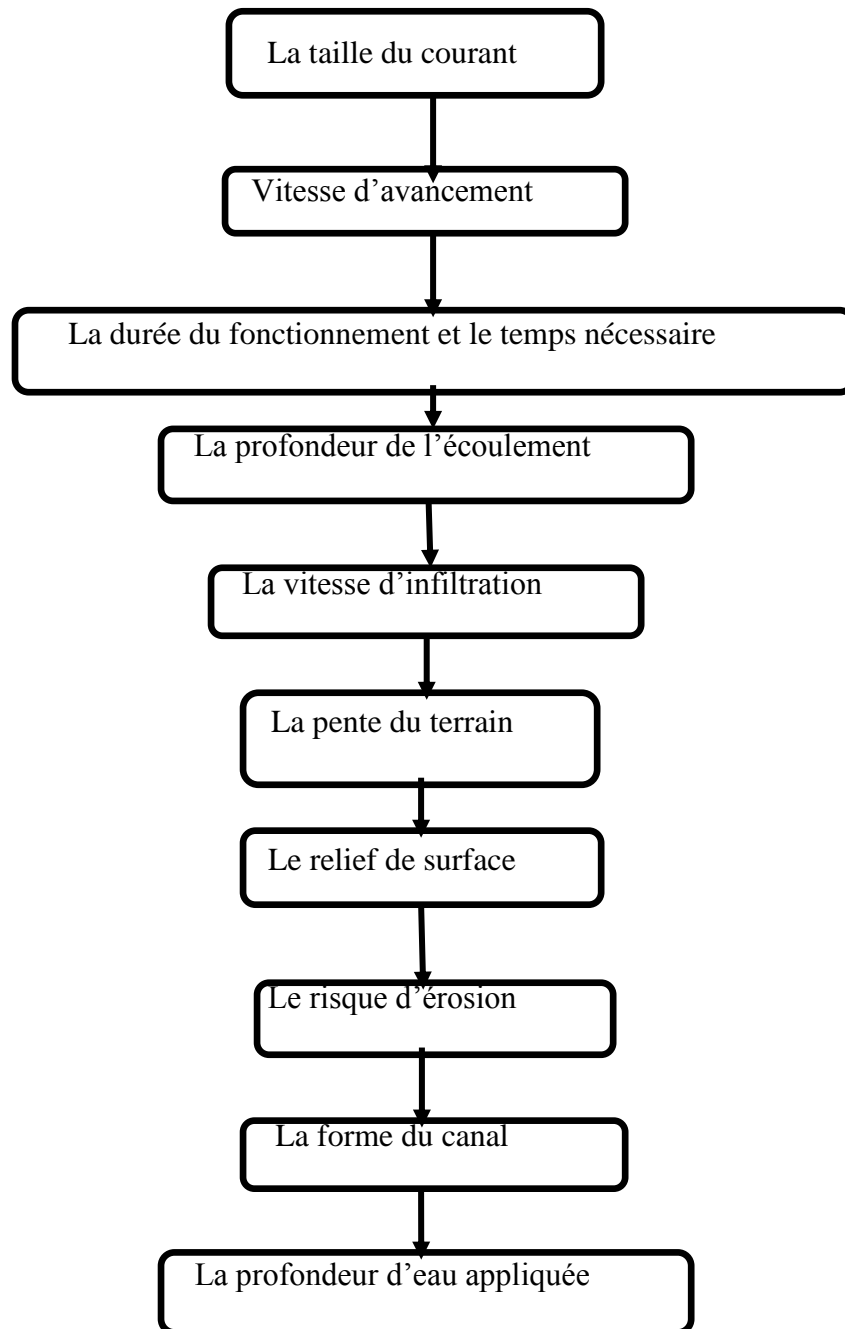 La taille du courant
Vitesse d’avancement
La durée du fonctionnement et le temps nécessaire
La profondeur de l’écoulement
La vitesse d’infiltration
La pente du terrain
Le relief de surface
Le risque d’érosion
La forme du canal
La profondeur d’eau appliquée